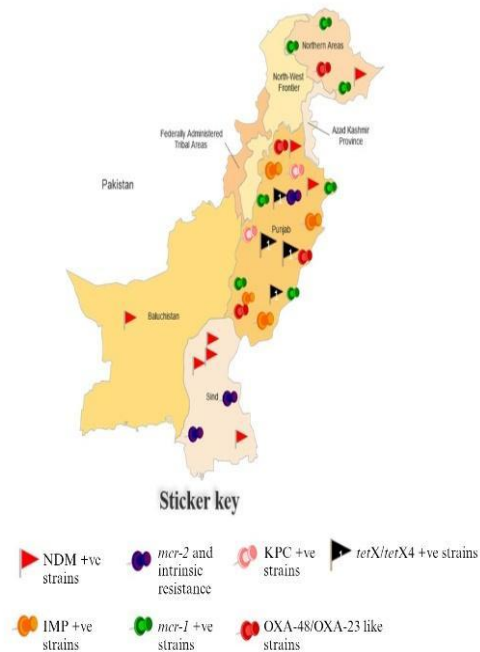 Northern Areas
North-West
Frontier
Azad Kashmir
Province
Federally Administered
Tribal Areas
Pakistan
Punjab
Baluchistan
Sind
Sticker key
NDM +ve
strains
mcr-2 and
intrinsic
resistance
KPC +ve
strains
tetX/tetX4 +ve strains
IMP +ve
strains
mcr-1 +ve
strains
OXA-48/OXA-23 like
strains